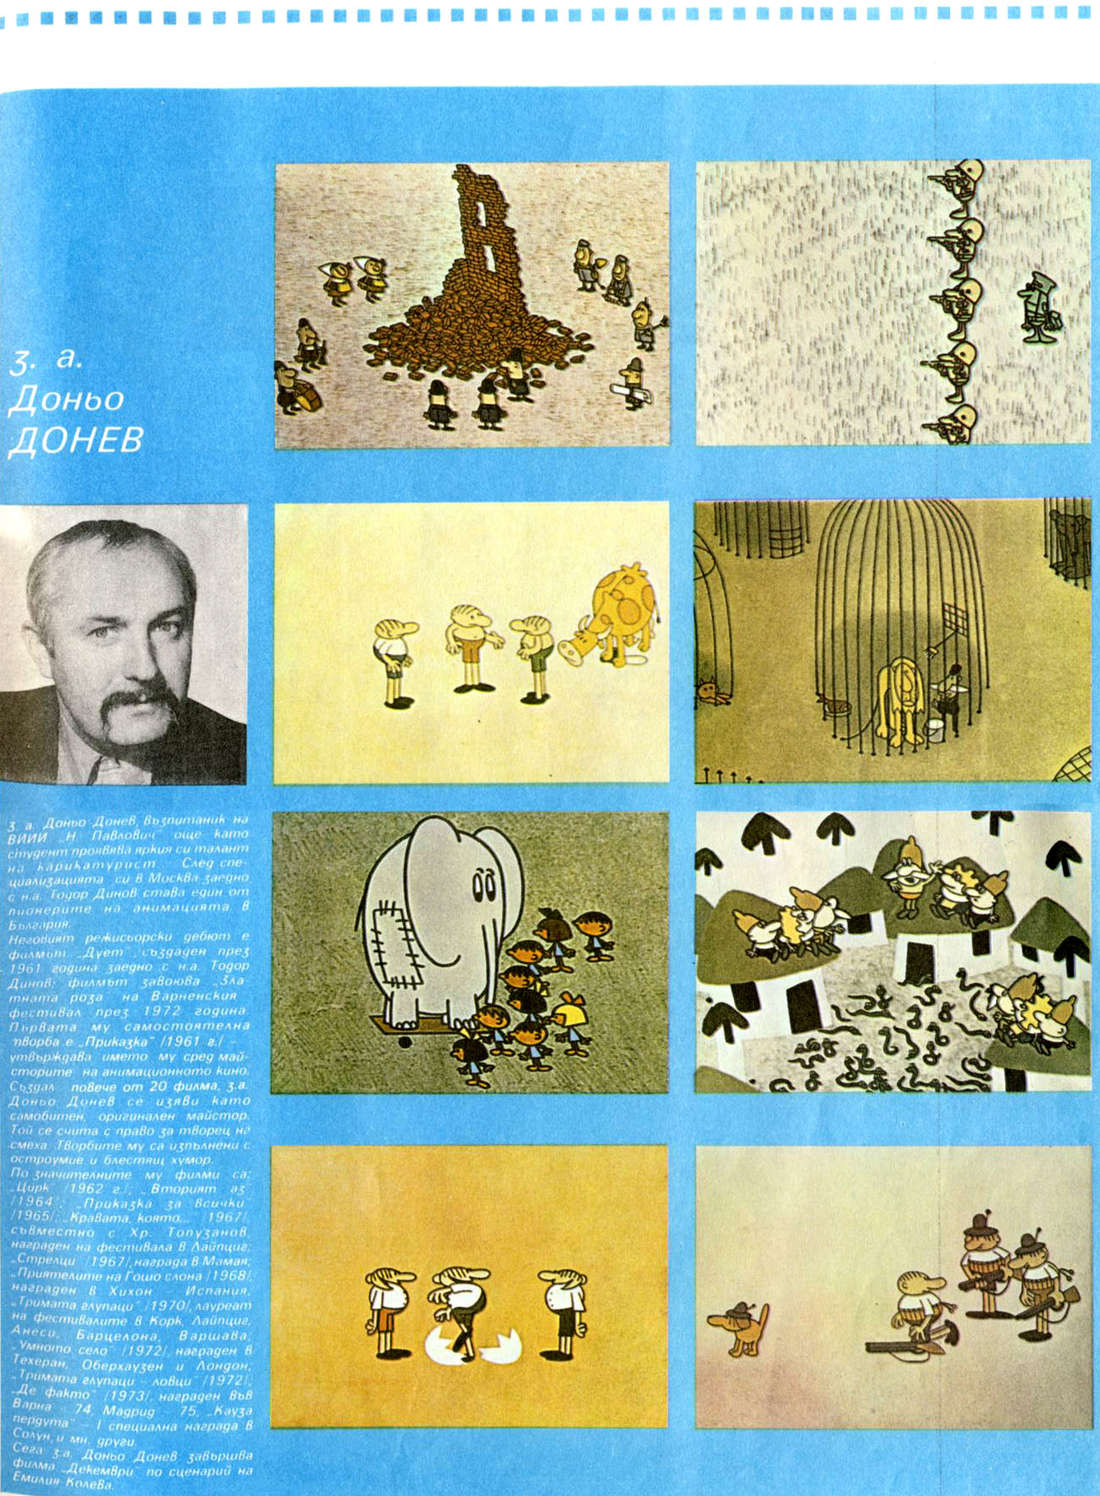 з. а.
Доньо
ДОНЕВ
з. а. Доньо Донев, възпитаник на
ВИИИ „Н. Павлович" още като
студент проявява яркия си талант
на карикатурист. След спе-
циализацията си в Москва заедно
с н.а. Тодор Динов става един от
пионерите на анимацията в
България.
Неговият режисьорски дебют е
филмът „Дует", създаден през
1961 година заедно с н.а. Тодор
Динов; филмът завоюва „Зла-
тната роза" на Варненския
фестивал през 1972 година.
Първата му самостоятелна
творба е „Приказка" /1961 г./ –
утвърждава името му сред май-
сторите на анимационното кино.
Създал повече от 20 филма, з.а.
Доньо Донев се изяви като
самобитен, оригинален майстор.
Той се счита с право за творец на
смеха. Творбите му са изпълнени с
остроумие и блестящ хумор.
По-значителните му филми са:
„Цирк" /1962 г./; „Вторият аз"
/1964/; „Приказка за всички"
/1965/; „Кравата, която..." /1967/,
съвместно с Хр. Топузанов,
награден на фестивала в Лайпциг;
„Стрелци" /1967/, награда в Мамая;
„Приятелите на Гошо слона /1968/,
награден в Хихон – Испания,
„Тримата глупаци" /1970/, лауреат
на фестивалите в Корк, Лайпциг,
Анеси, Барцелона, Варшава;
„Умното село" /1972/, награден в
Техеран, Оберхаузен и Лондон;
„Тримата глупаци – ловци" /1972/,
„Де факто" /1973/, награден във
Варна – 74, Мадрид – 75, „Кауза
пердута" – I специална награда в
Солун, и мн. други.
Сега з.а. Доньо Донев завършва
филма „Декември" по сценарий на
Емилия Колева.